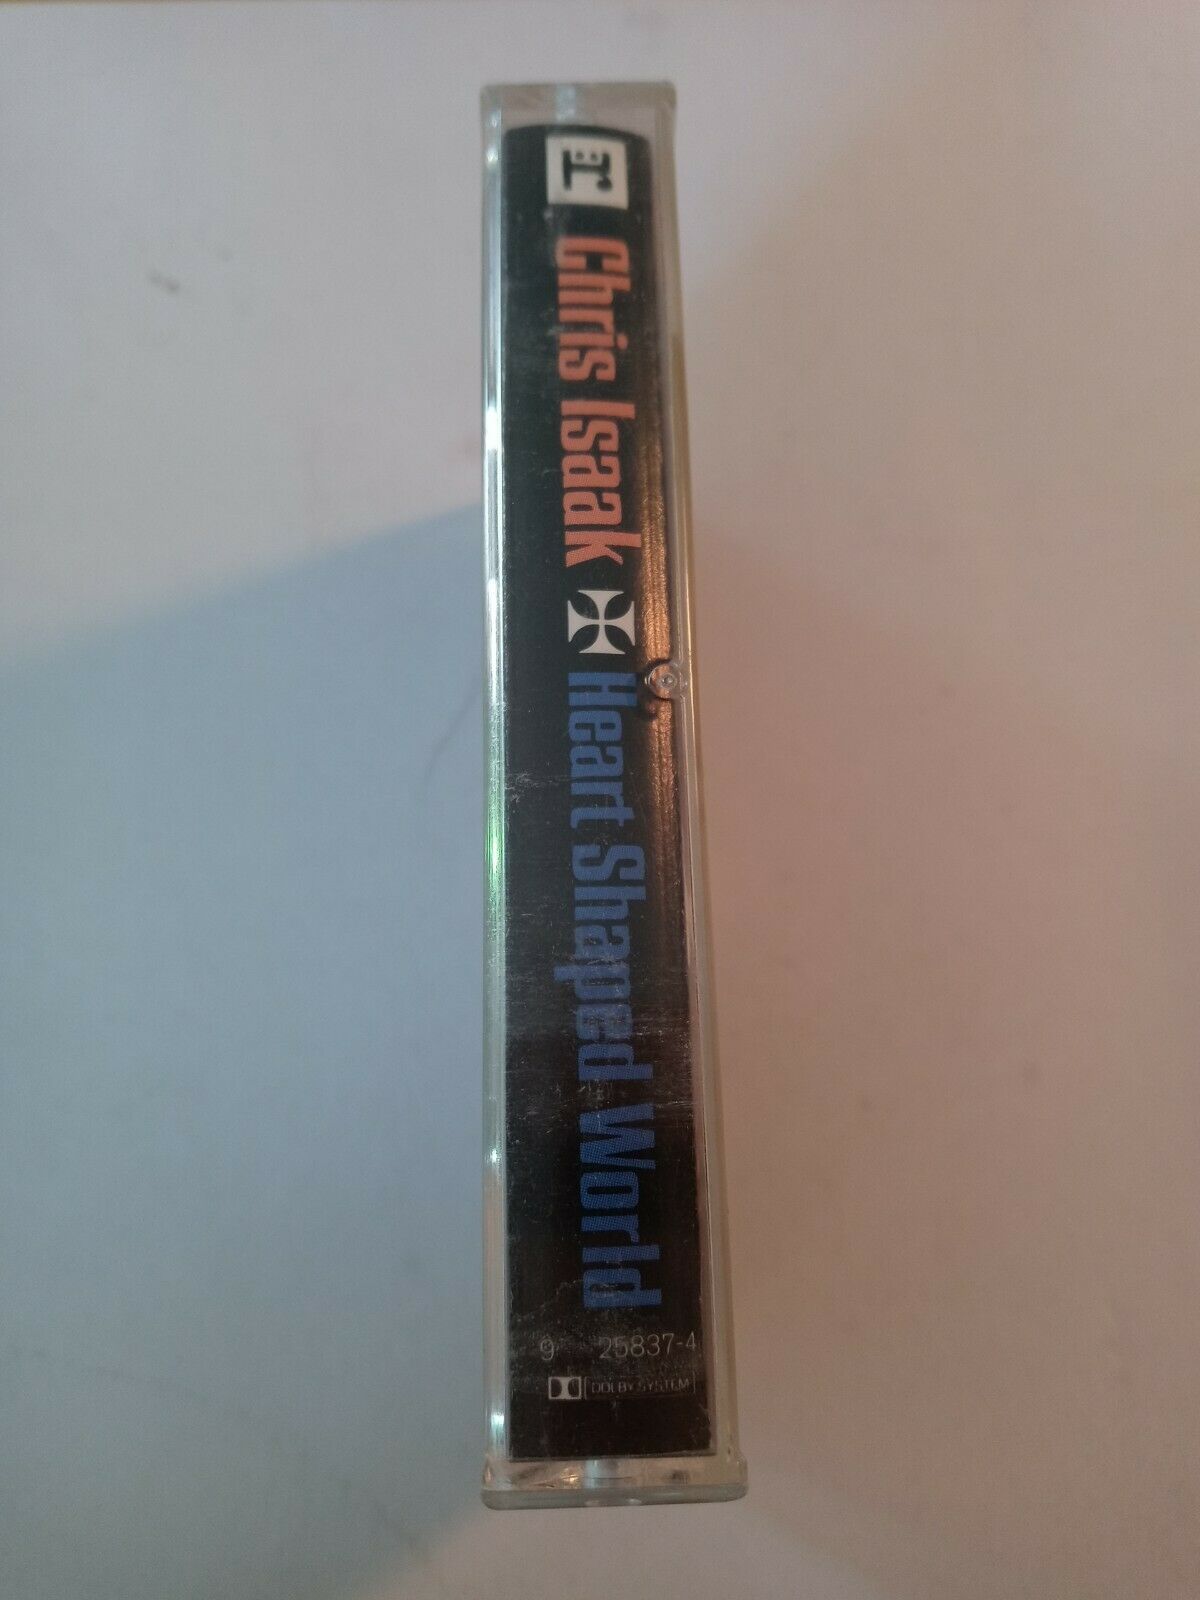 r
Chris Isaak ✠ Heart Shaped World
9 25837-4
DOLBY SYSTEM